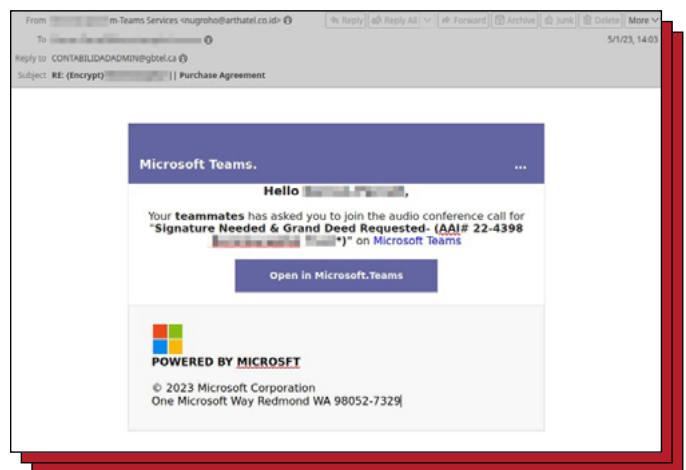 From m-Teams Services <nugroho@arthatel.co.id>
Reply Reply All Forward Archive Junk Delete More
To
5/1/23, 14:03
Reply to CONTABILIDADADMIN@gbtel.ca
Subject RE: (Encrypt) || Purchase Agreement
Microsoft Teams. ...
Hello ,
Your teammates has asked you to join the audio conference call for
"Signature Needed & Grand Deed Requested- (AAI# 22-4398
*)" on Microsoft Teams
Open in Microsoft.Teams
POWERED BY MICROSFT
© 2023 Microsoft Corporation
One Microsoft Way Redmond WA 98052-7329